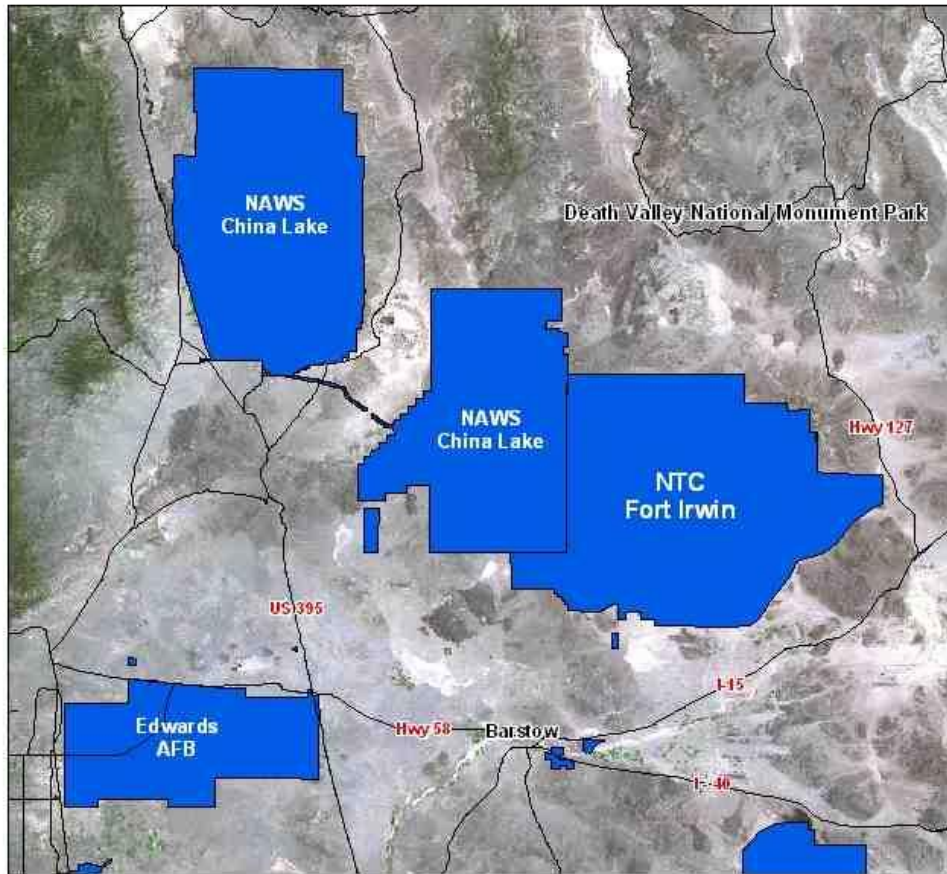 NAWS
China Lake
Death Valley National Monument Park
NAWS
China Lake
Hwy 127
NTC
Fort Irwin
US 395
I-15
Edwards
AFB
Hwy 58
Barstow
I-40